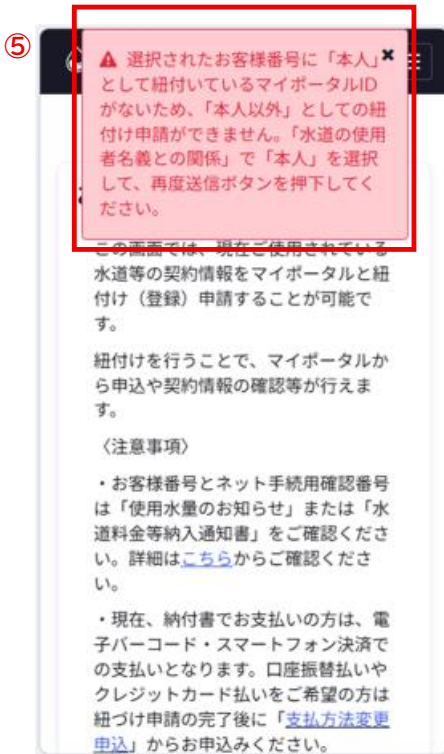 ⑤
選択されたお客様番号に「本人」
として紐付いているマイポータルID
がないため、「本人以外」としての紐
付け申請ができません。「水道の使用
者名義との関係」で「本人」を選択
して、再度送信ボタンを押下してく
ださい。
この画面では、現在ご使用されている
水道等の契約情報をマイポータルと紐
付け（登録）申請することが可能で
す。
紐付けを行うことで、マイポータルか
ら申込や契約情報の確認等が行えま
す。
〈注意事項〉
・お客様番号とネット手続用確認番号
は「使用水量のお知らせ」または「水
道料金等納入通知書」をご確認くださ
い。詳細はこちらからご確認くださ
い。
・現在、納付書でお支払いの方は、電
子バーコード・スマートフォン決済で
の支払いとなります。口座振替払いや
クレジットカード払いをご希望の方は
紐づけ申請の完了後に「支払方法変更
申込」からお申込みください。